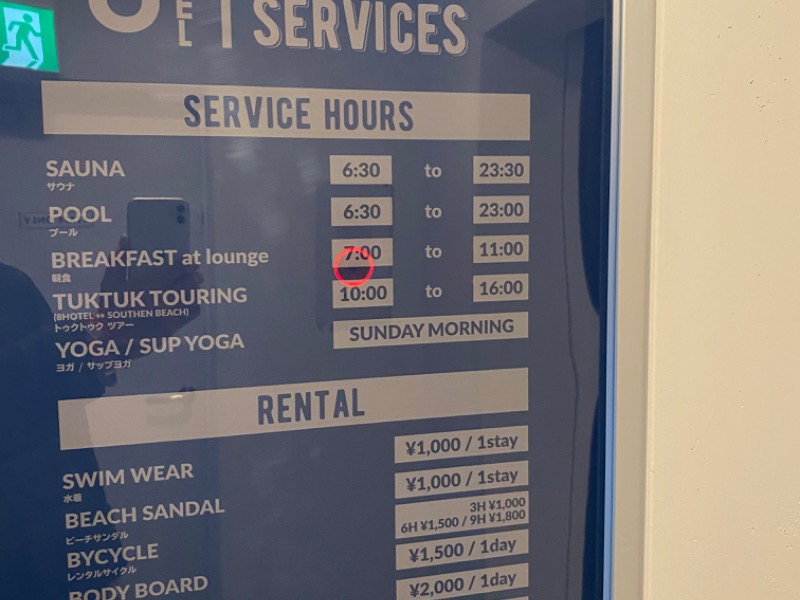 SERVICES
SERVICE HOURS
SAUNA 6:30 to 23:30
サウナ
POOL 6:30 to 23:00
プール
BREAKFAST at lounge 7:00 to 11:00
朝食
TUKTUK TOURING 10:00 to 16:00
(8HOTEL ↔ SOUTHEN BEACH)
トゥクトゥク ツアー
YOGA / SUP YOGA SUNDAY MORNING
ヨガ / サップヨガ
RENTAL
SWIM WEAR ¥1,000 / 1stay
水着
BEACH SANDAL ¥1,000 / 1stay
ビーチサンダル
BYCYCLE 3H ¥1,000
6H ¥1,500 / 9H ¥1,800
レンタルサイクル
BODY BOARD ¥1,500 / 1day
¥2,000 / 1day